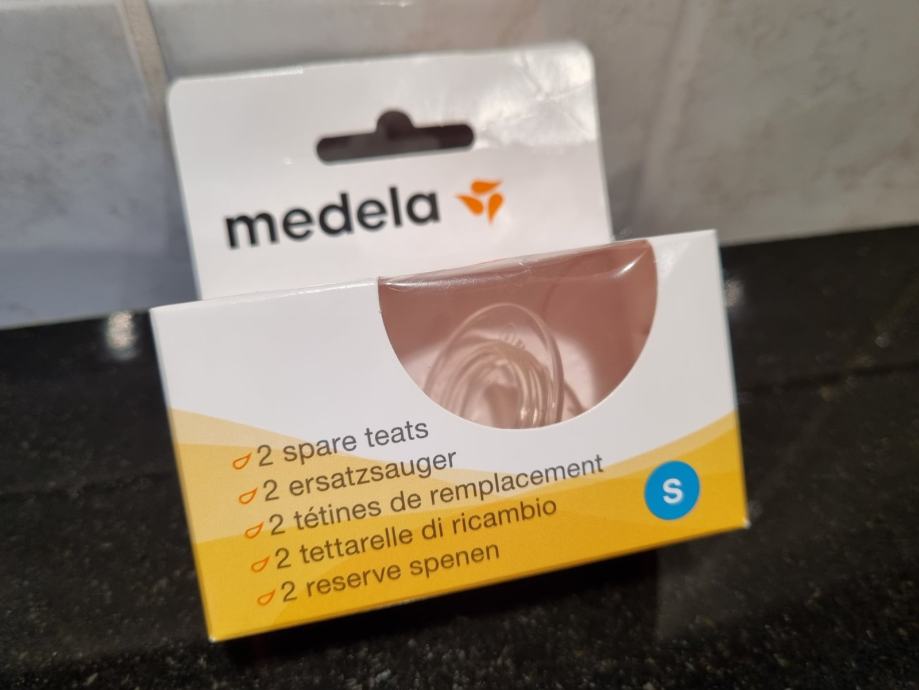 medela
2 spare teats
2 ersatzsauger
2 tétines de remplacement
2 tettarelle di ricambio
2 reserve spenen
S